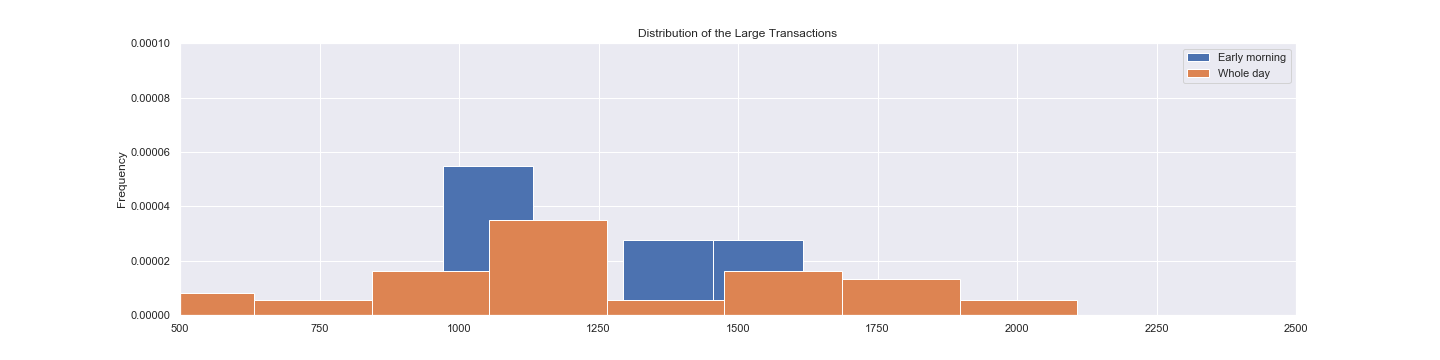 Distribution of the Large Transactions
0.00010
0.00008
0.00006
0.00004
0.00002
0.00000
Frequency
Early morning
Whole day
500 750 1000 1250 1500 1750 2000 2250 2500